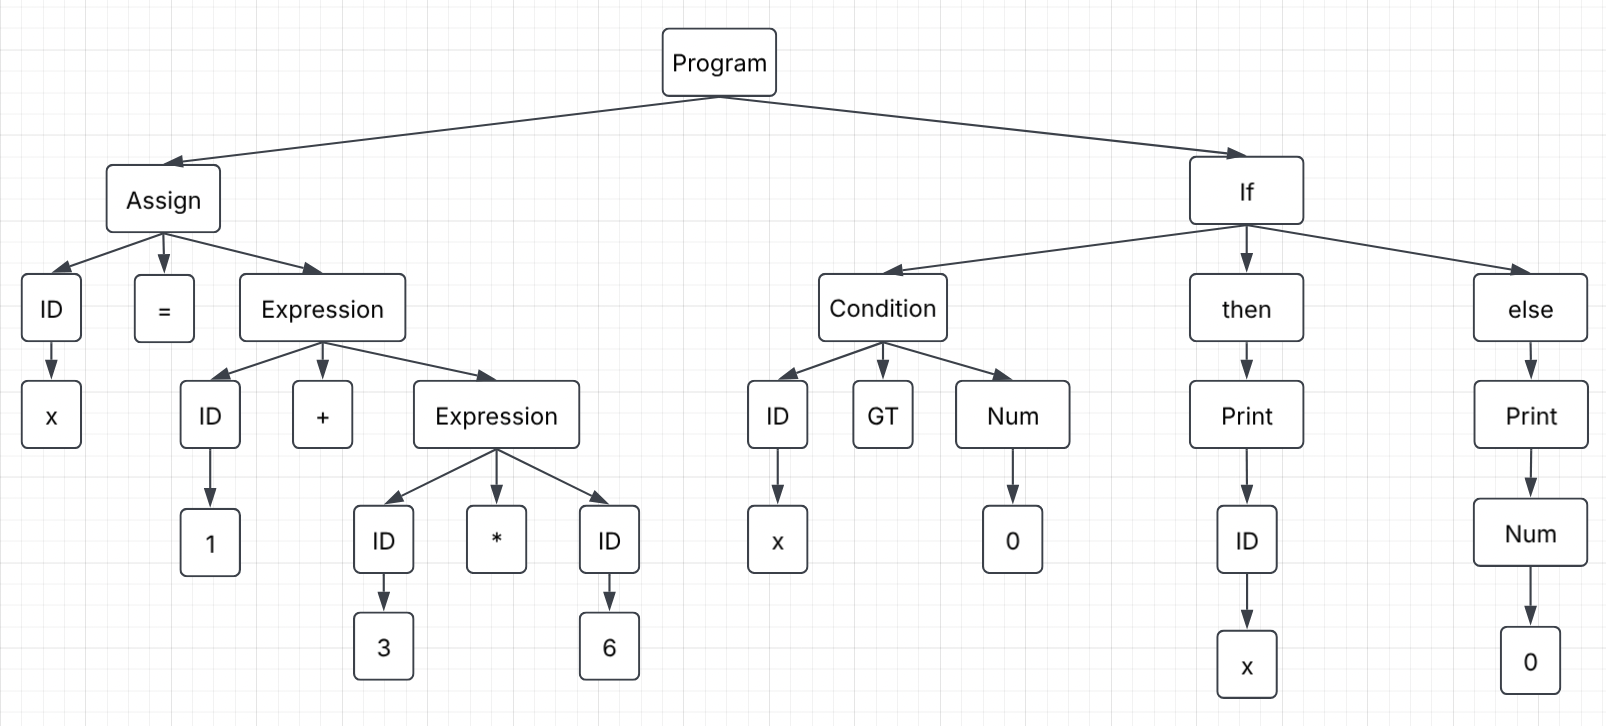 Program
Assign
If
ID
=
Expression
Condition
then
else
x
ID
+
Expression
ID
GT
Num
Print
Print
1
ID
*
ID
x
0
ID
Num
3
6
x
0